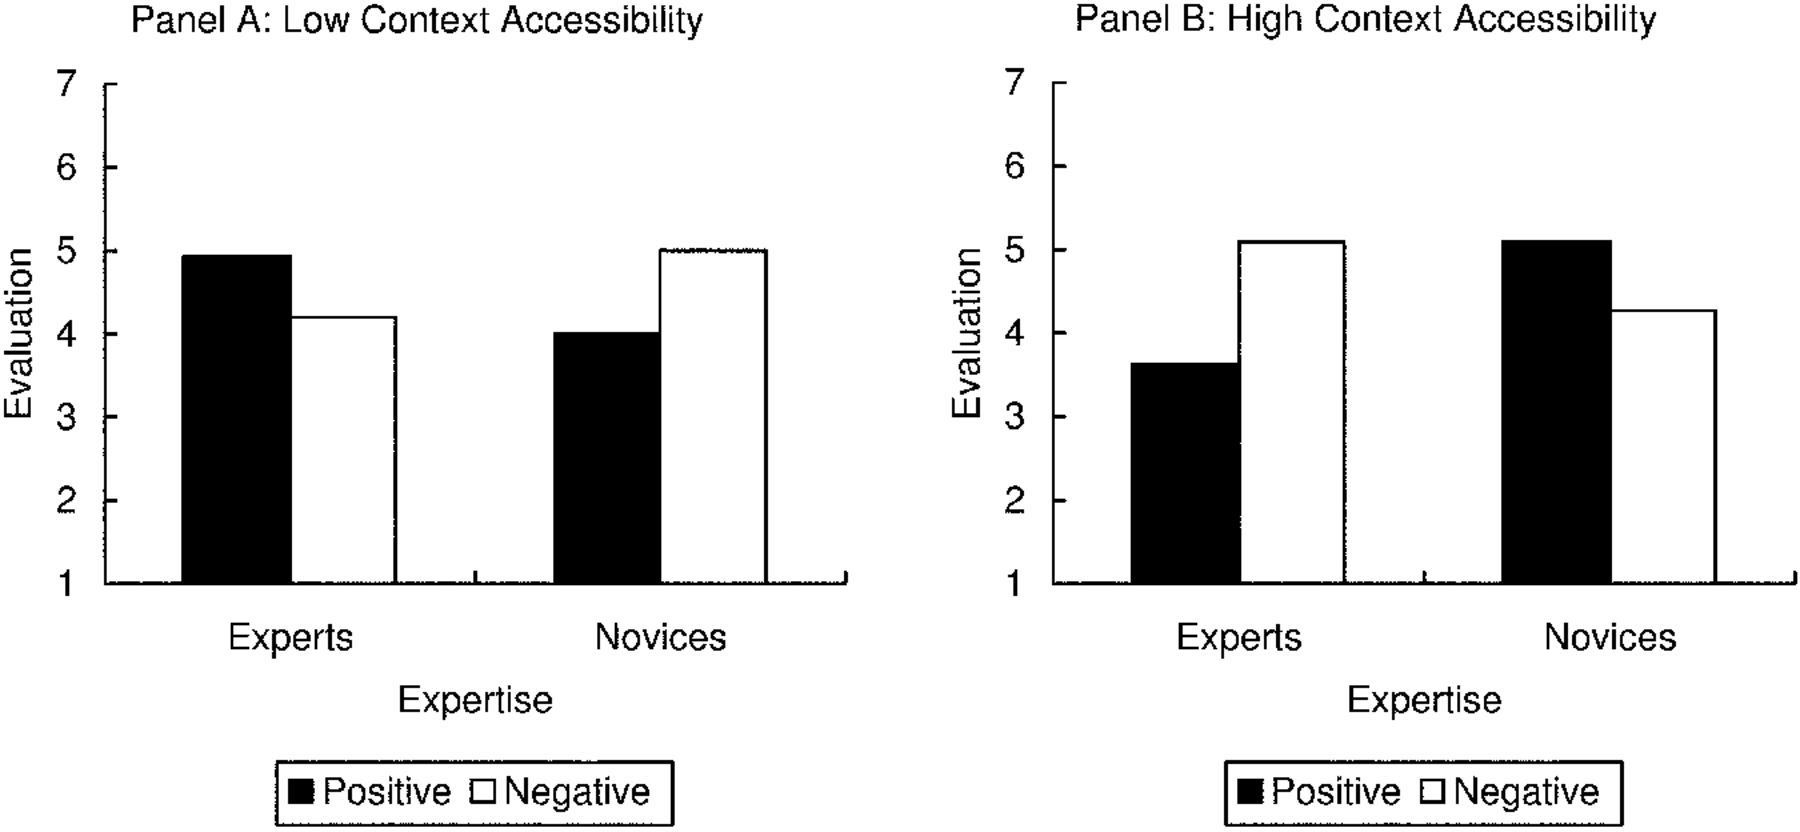 Panel A: Low Context Accessibility
7
6
5
4
3
2
1
Evaluation
Experts
Novices
Expertise
Positive Negative
Panel B: High Context Accessibility
7
6
5
4
3
2
1
Evaluation
Experts
Novices
Expertise
Positive Negative